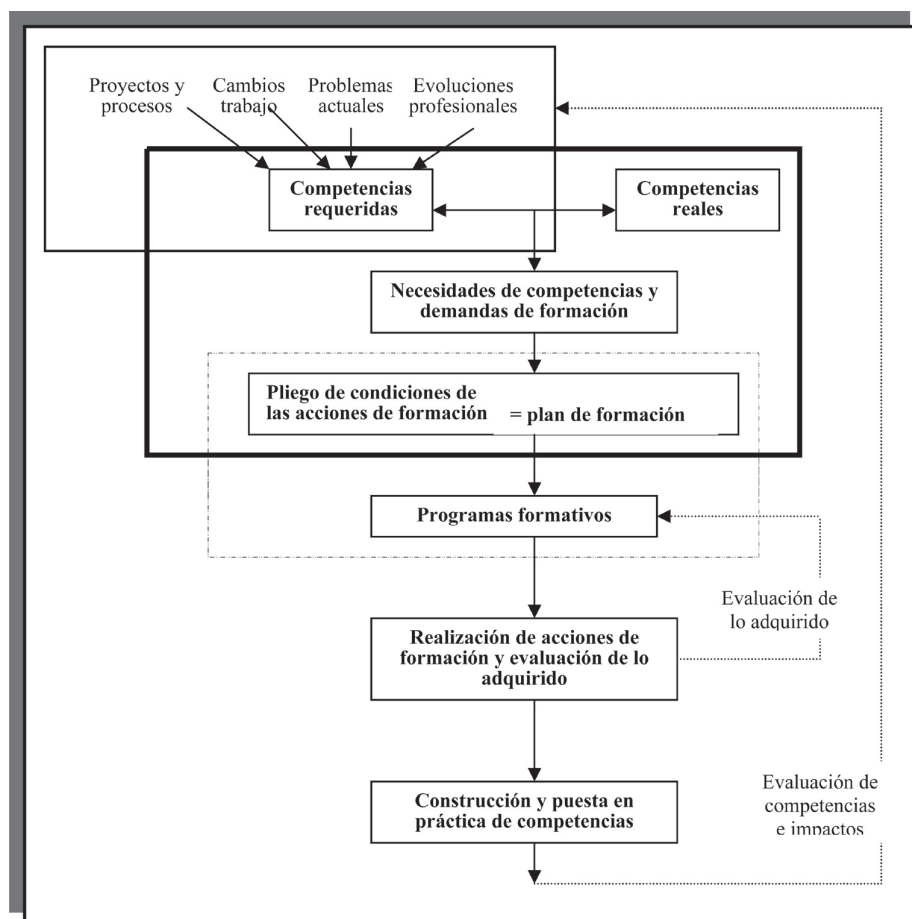 Proyectos y
procesos
Cambios
trabajo
Problemas
actuales
Evoluciones
profesionales
Competencias
requeridas
Competencias
reales
Necesidades de competencias y
demandas de formación
Pliego de condiciones de
las acciones de formación
= plan de formación
Programas formativos
Evaluación de
lo adquirido
Realización de acciones de
formación y evaluación de lo
adquirido
Evaluación de
competencias
e impactos
Construcción y puesta en
práctica de competencias